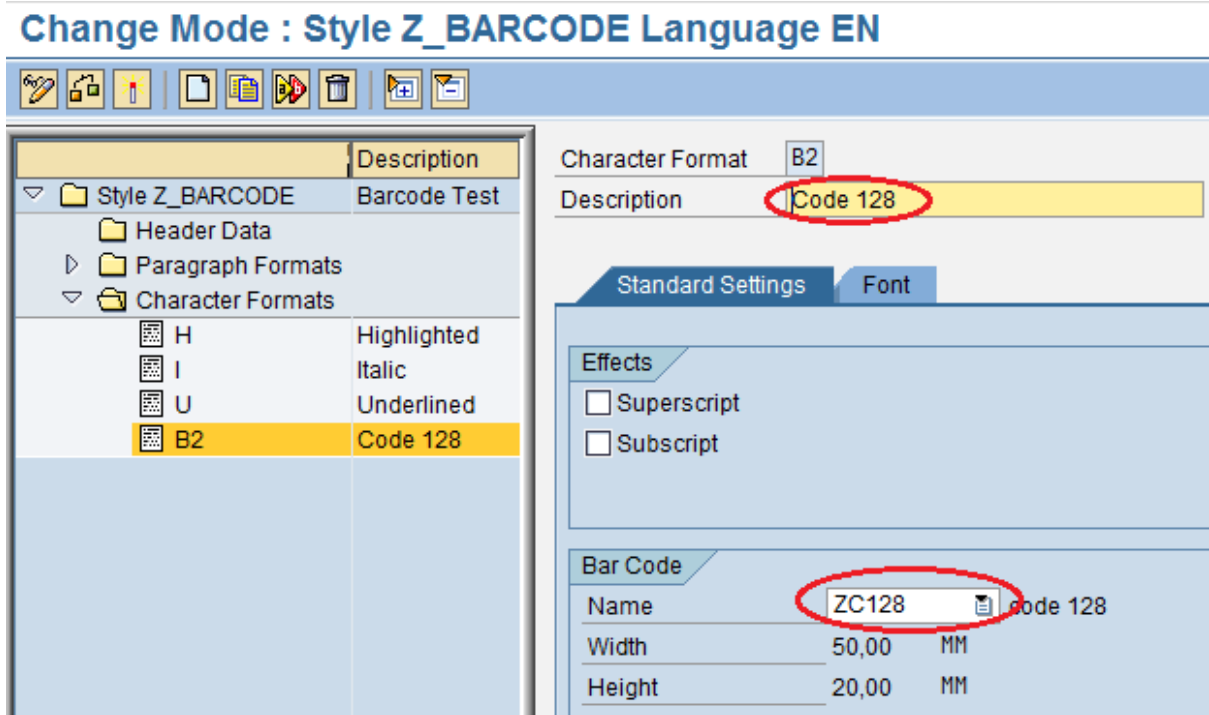 Change Mode : Style Z_BARCODE Language EN
Description
Style Z_BARCODE Barcode Test
Header Data
Paragraph Formats
Character Formats
H Highlighted
I Italic
U Underlined
B2 Code 128
Character Format B2
Description Code 128
Standard Settings Font
Effects
Superscript
Subscript
Bar Code
Name ZC128 code 128
Width 50,00 MM
Height 20,00 MM